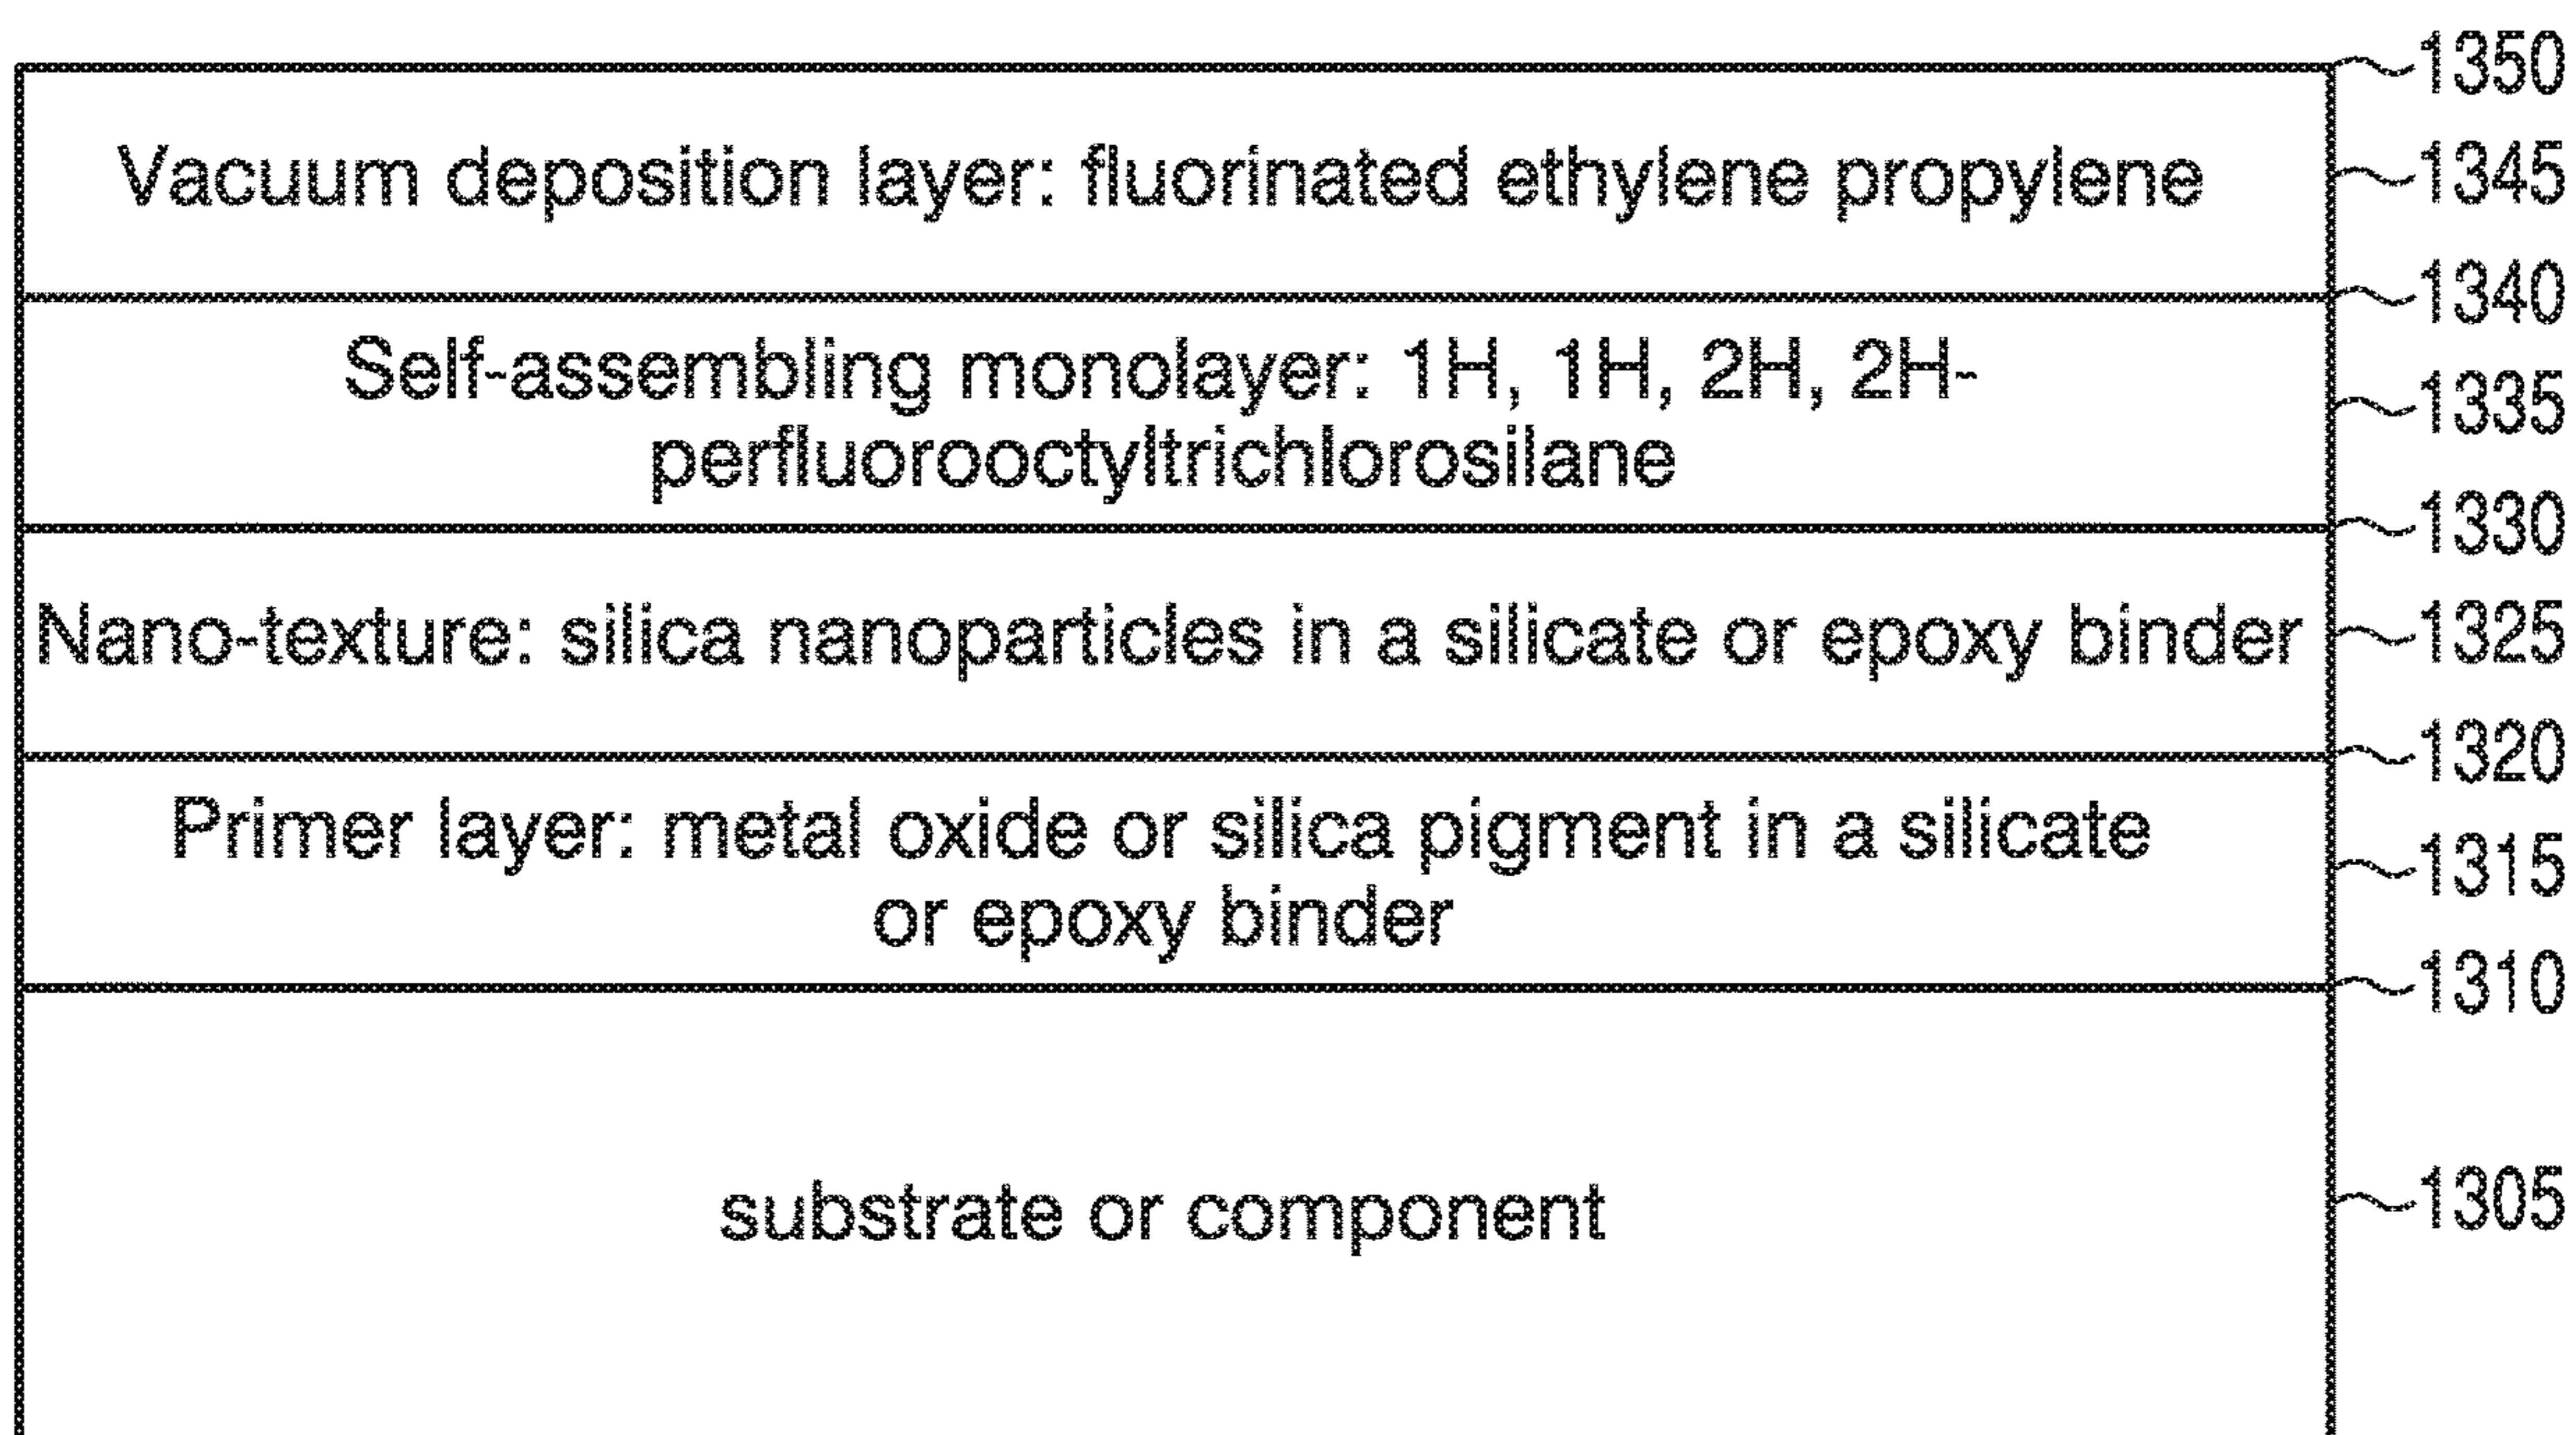 1350
Vacuum deposition layer: fluorinated ethylene propylene
1345
1340
Self-assembling monolayer: 1H, 1H, 2H, 2H-
perfluorooctyltrichlorosilane
1335
1330
Nano-texture: silica nanoparticles in a silicate or epoxy binder
1325
1320
Primer layer: metal oxide or silica pigment in a silicate
or epoxy binder
1315
1310
substrate or component
1305